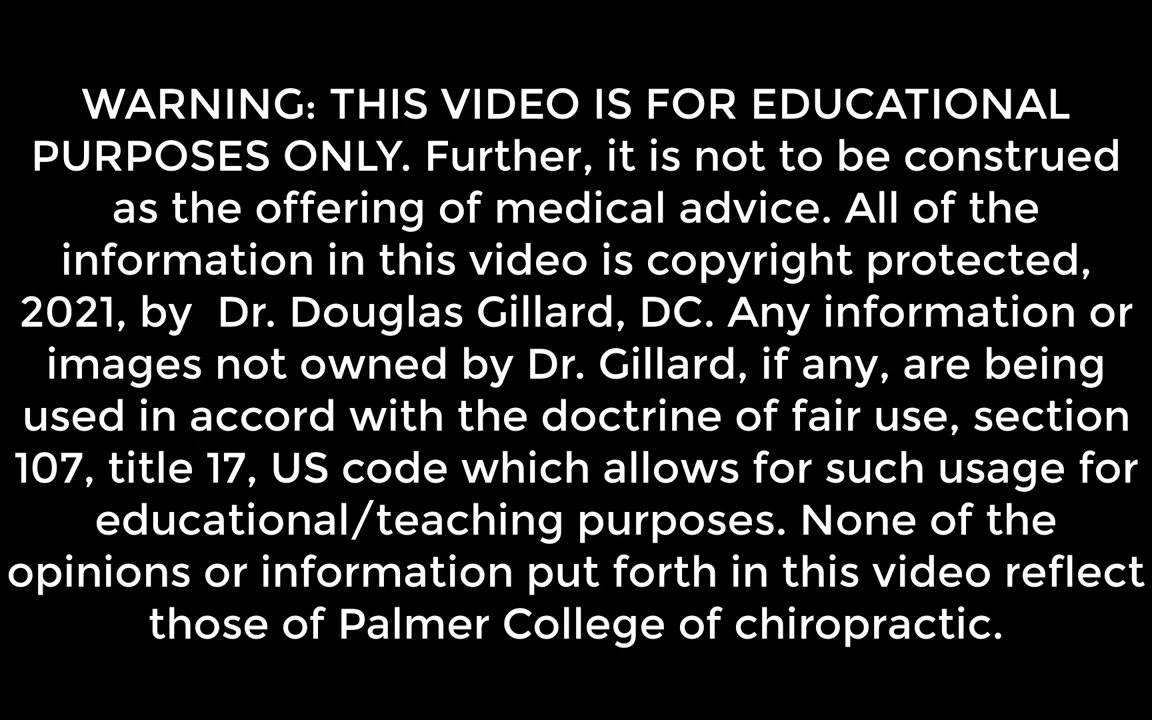 WARNING: THIS VIDEO IS FOR EDUCATIONAL
PURPOSES ONLY. Further, it is not to be construed
as the offering of medical advice. All of the
information in this video is copyright protected,
2021, by  Dr. Douglas Gillard, DC. Any information or
images not owned by Dr. Gillard, if any, are being
used in accord with the doctrine of fair use, section
107, title 17, US code which allows for such usage for
educational/teaching purposes. None of the
opinions or information put forth in this video reflect
those of Palmer College of chiropractic.